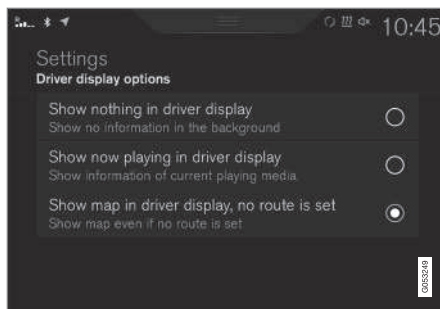 10:45
Settings
Driver display options
Show nothing in driver display
Show no information in the background
Show now playing in driver display
Show information of current playing media.
Show map in driver display, no route is set
Show map even if no route is set
G053249